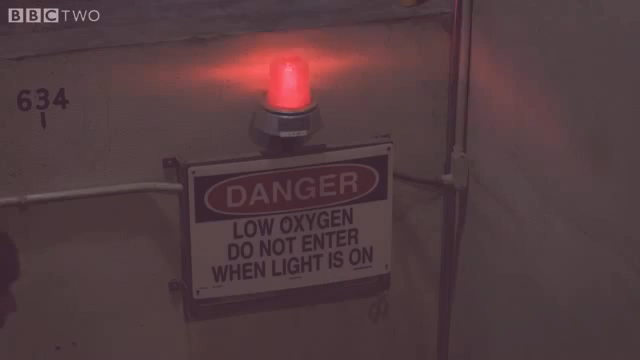 BBC TWO
634
DANGER
LOW OXYGEN
DO NOT ENTER
WHEN LIGHT IS ON